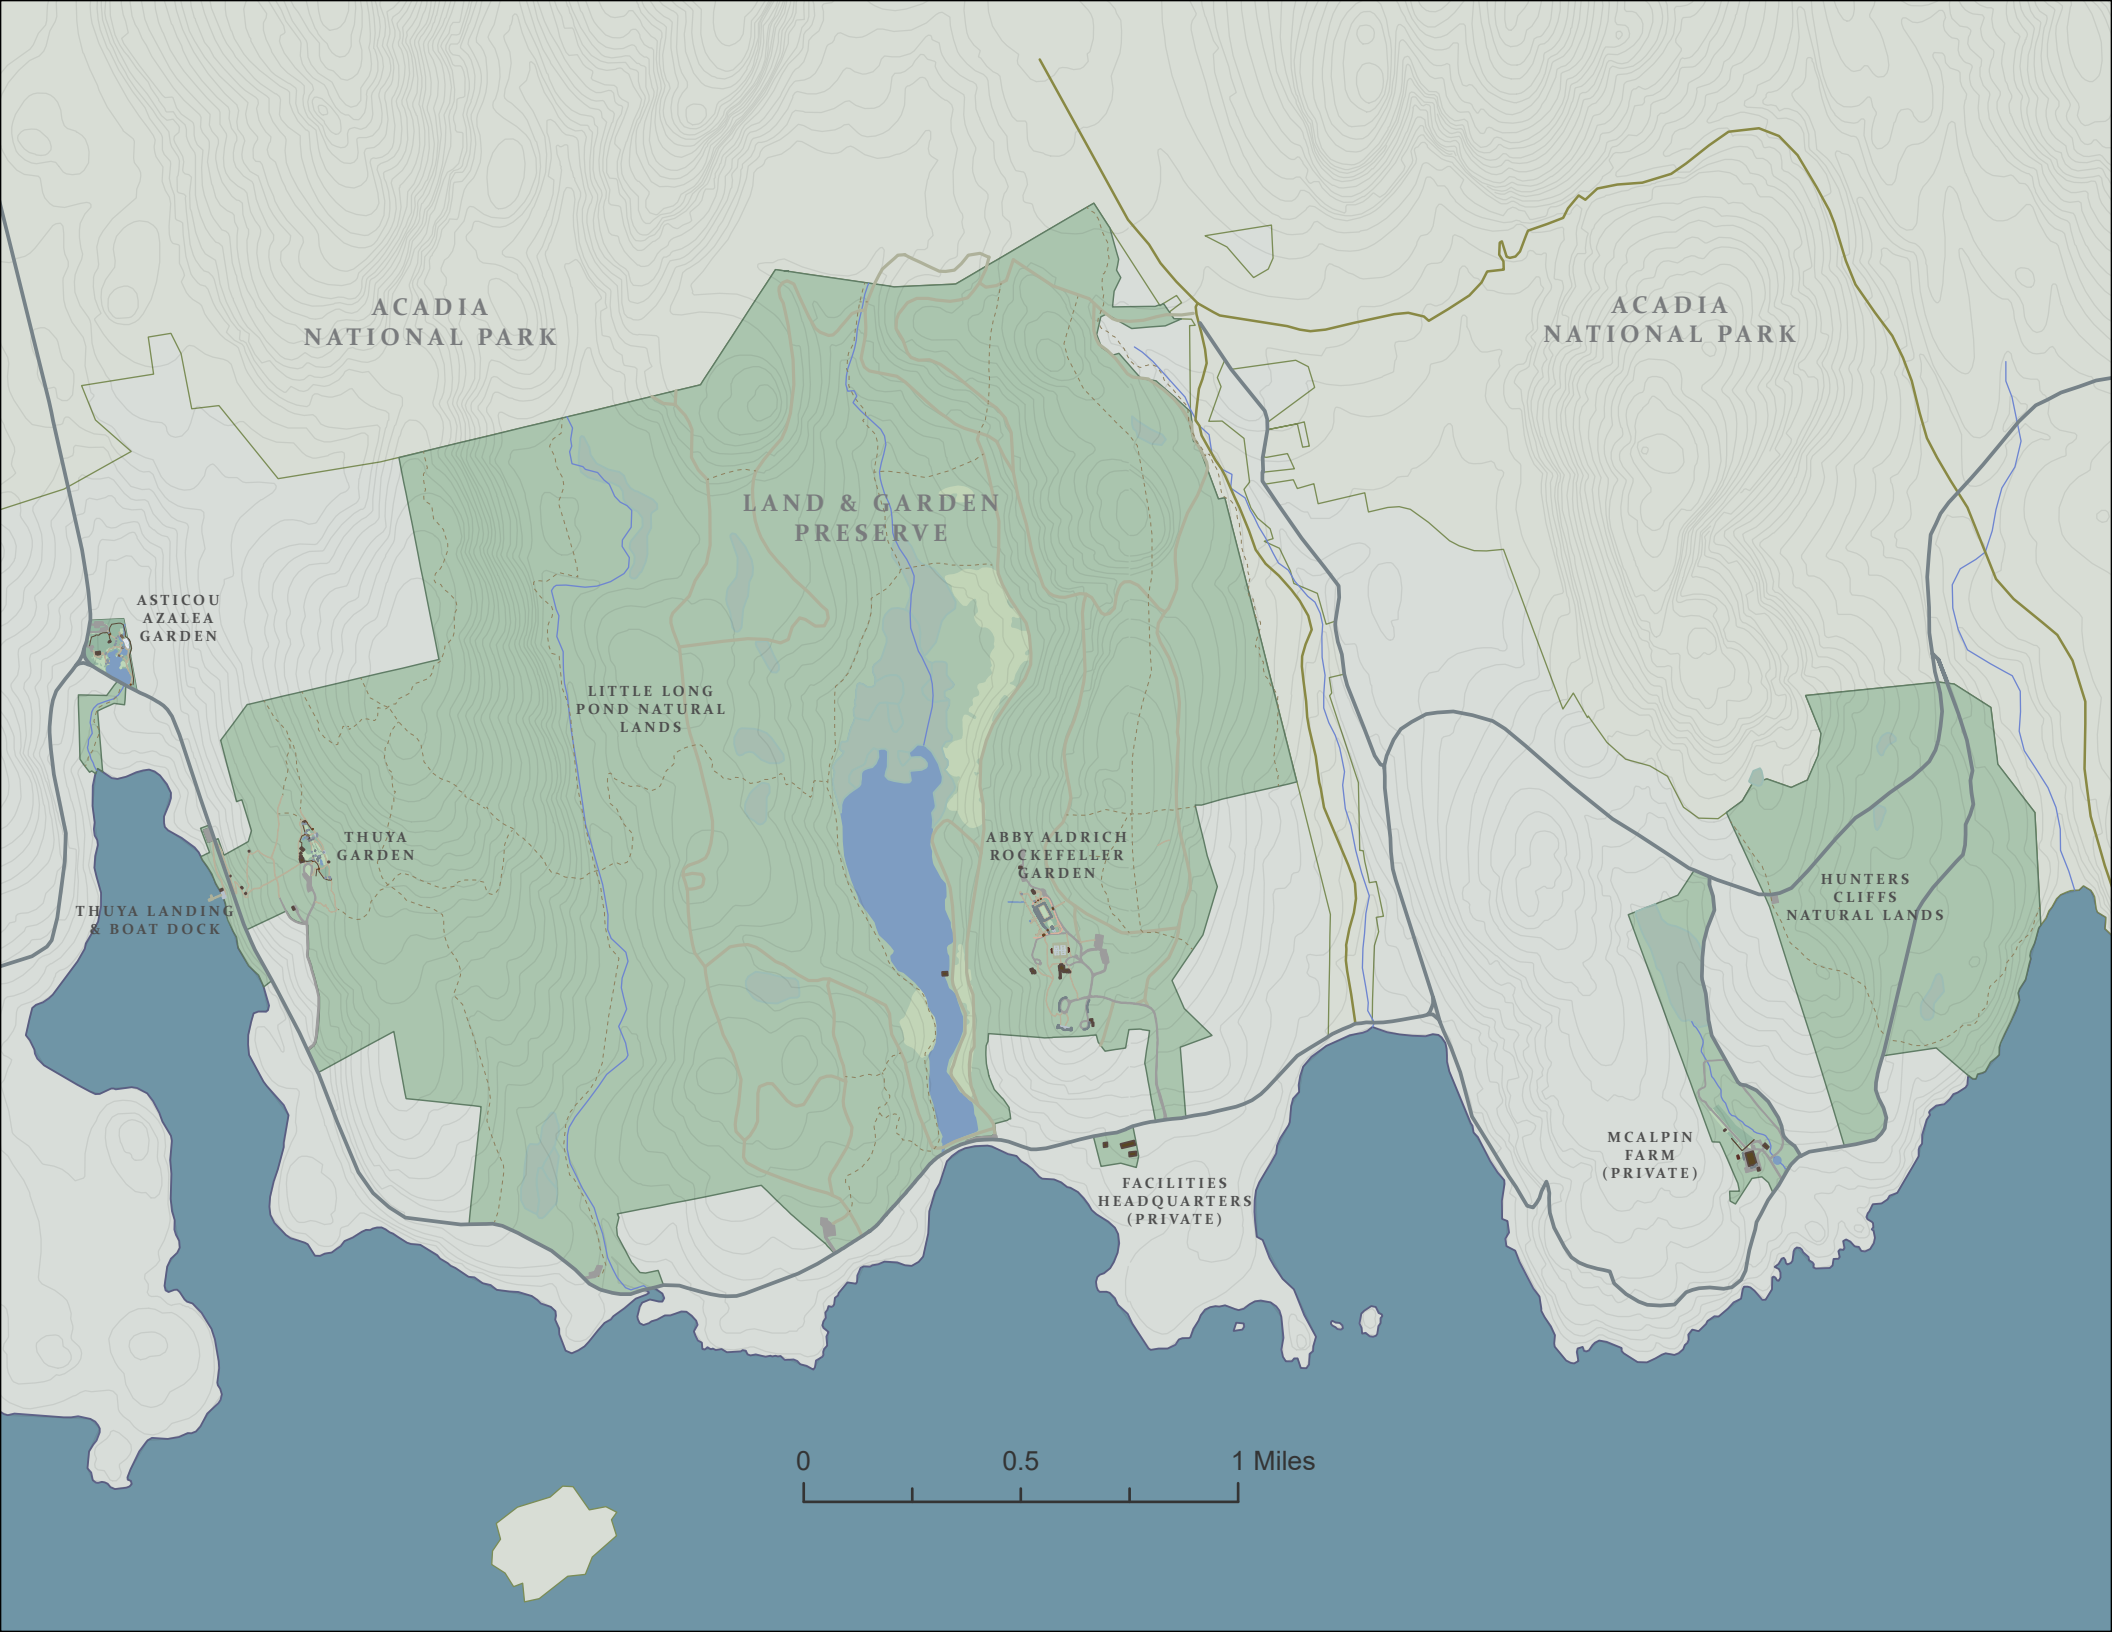 ACADIA
NATIONAL PARK
ACADIA
NATIONAL PARK
LAND & GARDEN
PRESERVE
ASTICOU
AZALEA
GARDEN
LITTLE LONG
POND NATURAL
LANDS
THUYA
GARDEN
ABBY ALDRICH
ROCKEFELLER
GARDEN
THUYA LANDING
& BOAT DOCK
HUNTERS
CLIFFS
NATURAL LANDS
MCALPIN
FARM
(PRIVATE)
FACILITIES
HEADQUARTERS
(PRIVATE)
0 0.5 1 Miles